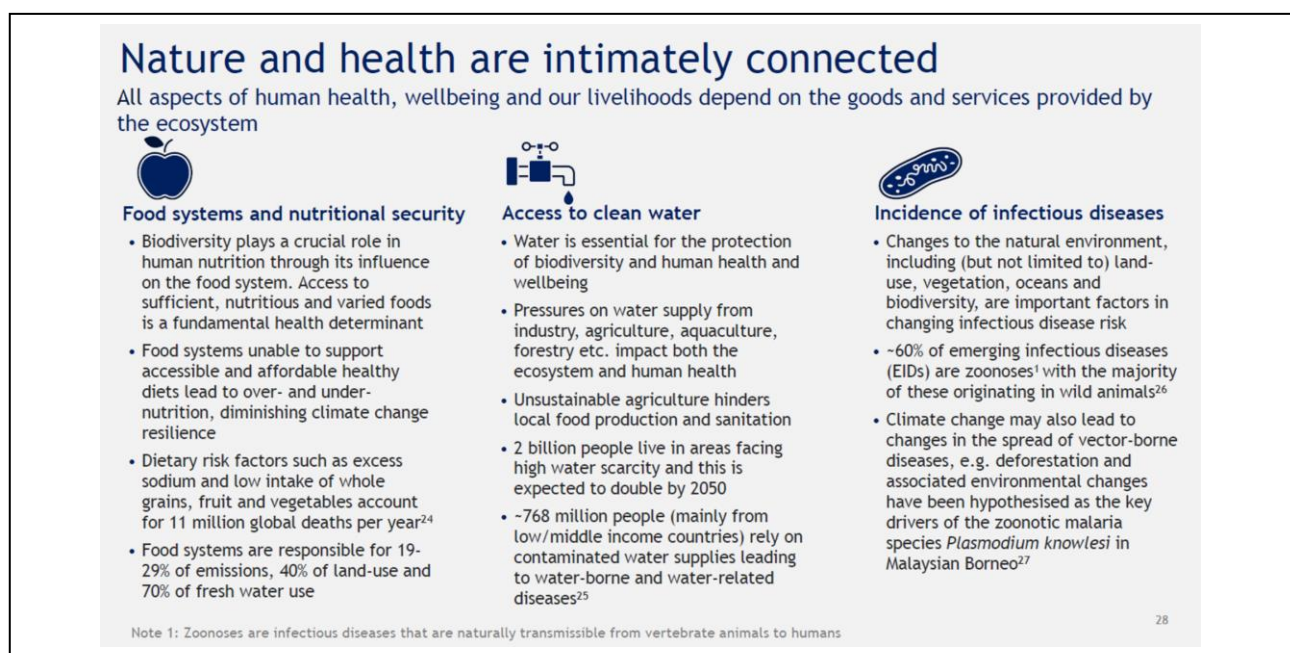 Nature and health are intimately connected
All aspects of human health, wellbeing and our livelihoods depend on the goods and services provided by
the ecosystem
Food systems and nutritional security
• Biodiversity plays a crucial role in
human nutrition through its influence
on the food system. Access to
sufficient, nutritious and varied foods
is a fundamental health determinant
• Food systems unable to support
accessible and affordable healthy
diets lead to over- and under-
nutrition, diminishing climate change
resilience
• Dietary risk factors such as excess
sodium and low intake of whole
grains, fruit and vegetables account
for 11 million global deaths per year²⁴
• Food systems are responsible for 19-
29% of emissions, 40% of land-use and
70% of fresh water use
Access to clean water
• Water is essential for the protection
of biodiversity and human health and
wellbeing
• Pressures on water supply from
industry, agriculture, aquaculture,
forestry etc. impact both the
ecosystem and human health
• Unsustainable agriculture hinders
local food production and sanitation
• 2 billion people live in areas facing
high water scarcity and this is
expected to double by 2050
• ~768 million people (mainly from
low/middle income countries) rely on
contaminated water supplies leading
to water-borne and water-related
diseases²⁵
Incidence of infectious diseases
• Changes to the natural environment,
including (but not limited to) land-
use, vegetation, oceans and
biodiversity, are important factors in
changing infectious disease risk
• ~60% of emerging infectious diseases
(EIDs) are zoonoses¹ with the majority
of these originating in wild animals²⁶
• Climate change may also lead to
changes in the spread of vector-borne
diseases, e.g. deforestation and
associated environmental changes
have been hypothesised as the key
drivers of the zoonotic malaria
species Plasmodium knowlesi in
Malaysian Borneo²⁷
Note 1: Zoonoses are infectious diseases that are naturally transmissible from vertebrate animals to humans
28